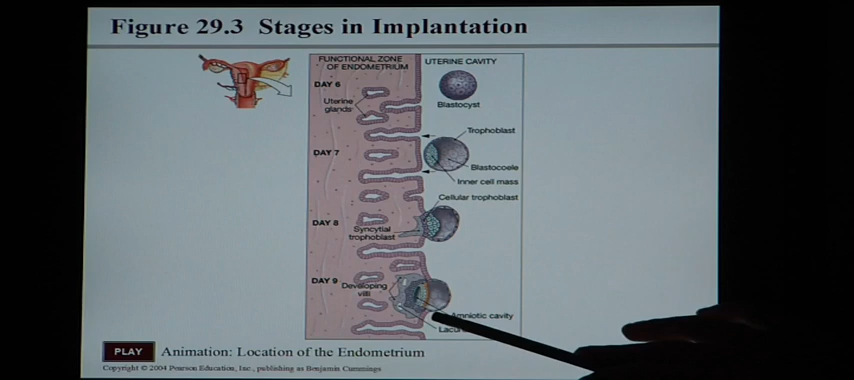 Figure 29.3 Stages in Implantation
FUNCTIONAL ZONE
OF ENDOMETRIUM
UTERINE CAVITY
DAY 6
Uterine
glands
Blastocyst
Trophoblast
DAY 7
Blastocoele
Inner cell mass
Cellular trophoblast
DAY 8
Syncytial
trophoblast
DAY 9
Developing
villi
Amniotic cavity
PLAY
Animation: Location of the Endometrium
Copyright © 2004 Pearson Education, Inc., publishing as Benjamin Cummings